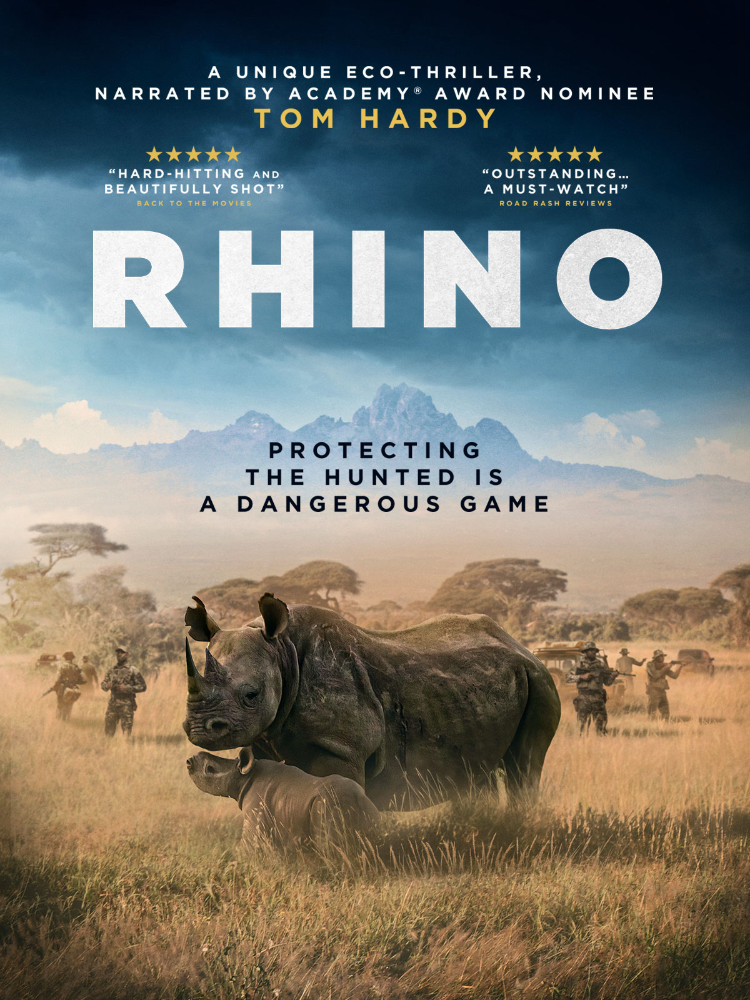 A UNIQUE ECO-THRILLER,
NARRATED BY ACADEMY® AWARD NOMINEE
TOM HARDY
★★★★★
“HARD-HITTING AND
BEAUTIFULLY SHOT”
BACK TO THE MOVIES
★★★★★
“OUTSTANDING...
A MUST-WATCH”
ROAD RASH REVIEWS
RHINO
PROTECTING
THE HUNTED IS
A DANGEROUS GAME